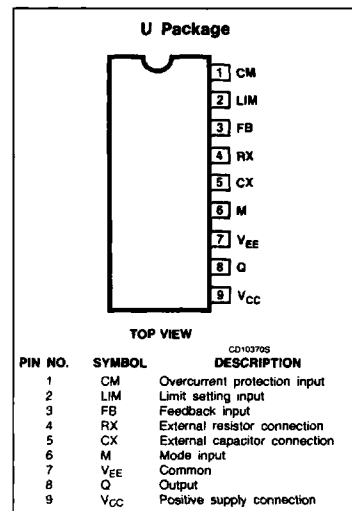 U Package
1 CM
2 LIM
3 FB
4 RX
5 CX
6 M
7 VEE
8 Q
9 VCC
TOP VIEW
CD10370S
PIN NO. SYMBOL DESCRIPTION
1 CM Overcurrent protection input
2 LIM Limit setting input
3 FB Feedback input
4 RX External resistor connection
5 CX External capacitor connection
6 M Mode input
7 VEE Common
8 Q Output
9 VCC Positive supply connection